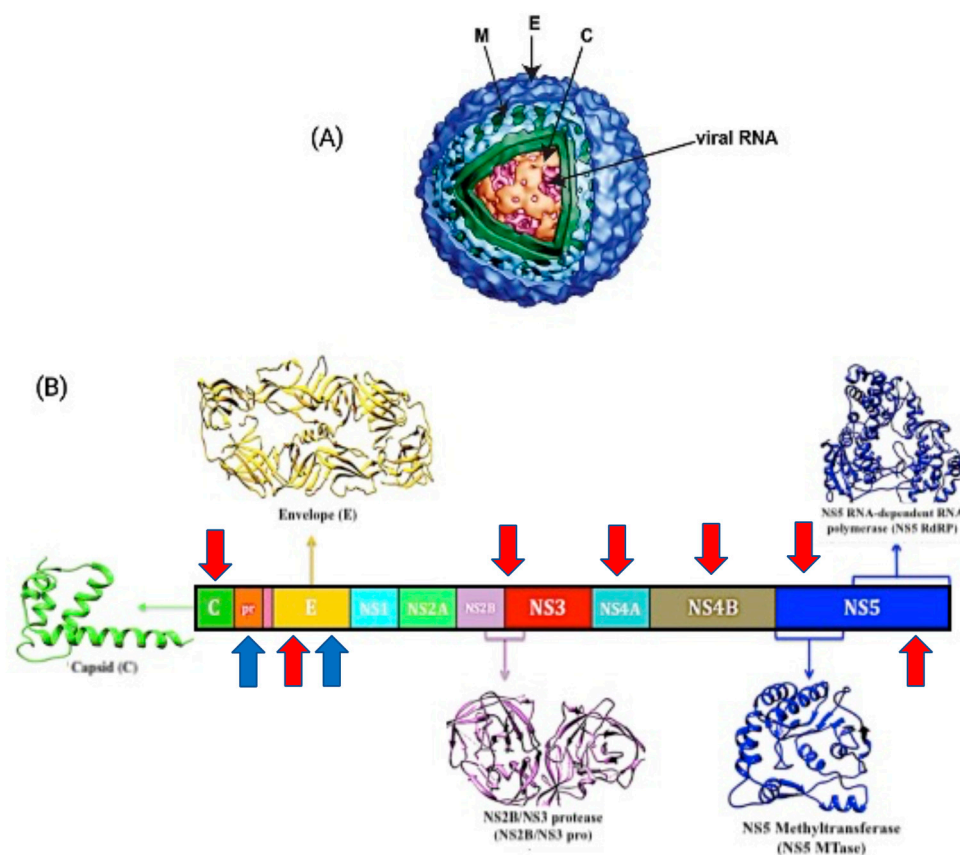 E
M
C
(A)
viral RNA
(B)
Envelope (E)
NS5 RNA-dependent RNA
polymerase (NS5 RdRP)
C
pr
E
NS1
NS2A
NS2B
NS3
NS4A
NS4B
NS5
Capsid (C)
NS2B/NS3 protease
(NS2B/NS3 pro)
NS5 Methyltransferase
(NS5 MTase)